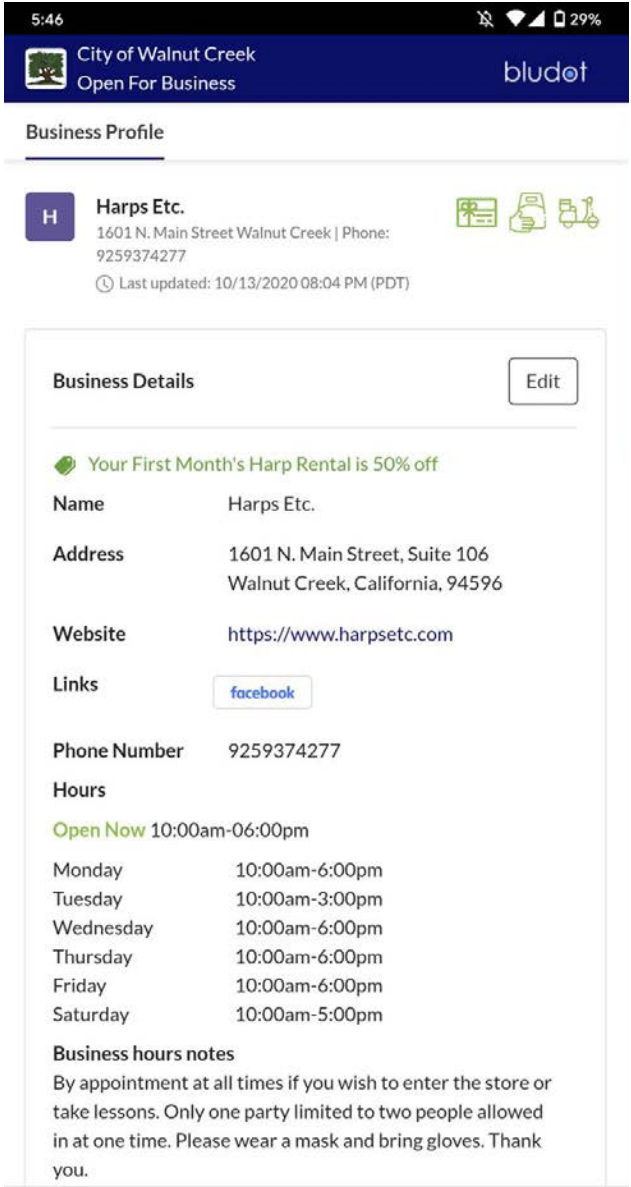 5:46
29%
City of Walnut Creek
Open For Business
bludot
Business Profile
H
Harps Etc.
1601 N. Main Street Walnut Creek | Phone:
9259374277
Last updated: 10/13/2020 08:04 PM (PDT)
Business Details
Edit
Your First Month's Harp Rental is 50% off
Name Harps Etc.
Address 1601 N. Main Street, Suite 106
Walnut Creek, California, 94596
Website https://www.harpsetc.com
Links facebook
Phone Number 9259374277
Hours
Open Now 10:00am-06:00pm
Monday 10:00am-6:00pm
Tuesday 10:00am-3:00pm
Wednesday 10:00am-6:00pm
Thursday 10:00am-6:00pm
Friday 10:00am-6:00pm
Saturday 10:00am-5:00pm
Business hours notes
By appointment at all times if you wish to enter the store or
take lessons. Only one party limited to two people allowed
in at one time. Please wear a mask and bring gloves. Thank
you.